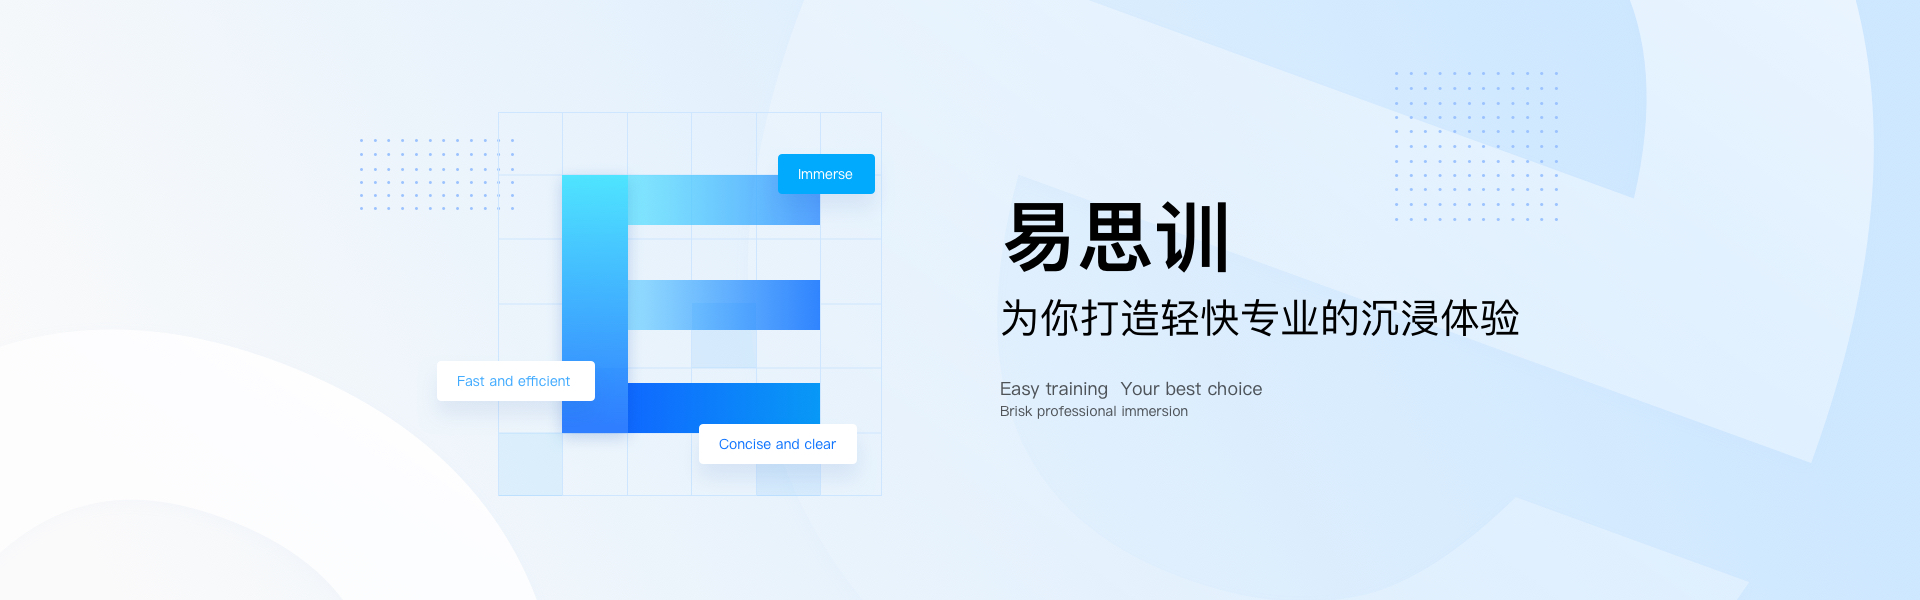 Immerse
Fast and efficient
Concise and clear
易思训
为你打造轻快专业的沉浸体验
Easy training  Your best choice
Brisk professional immersion